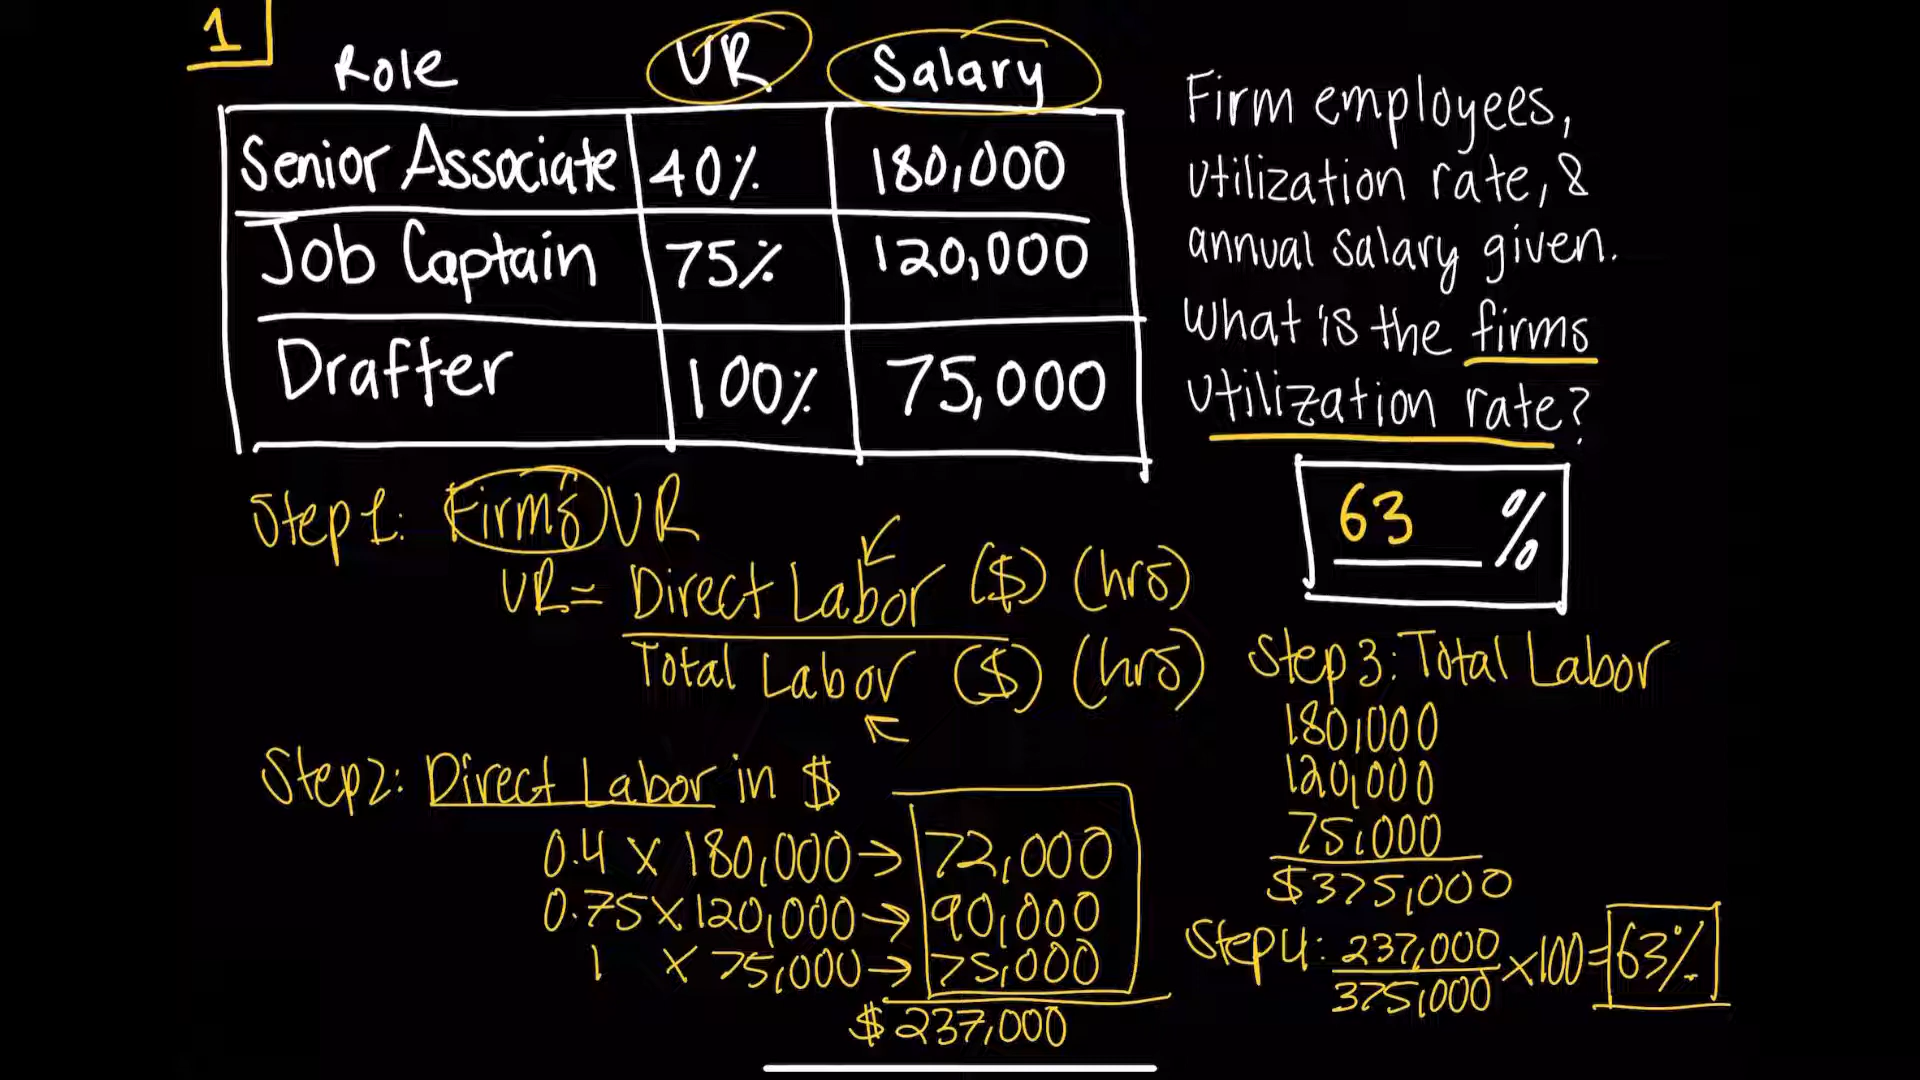 1
Role UR Salary
Senior Associate 40% 180,000
Job Captain 75% 120,000
Drafter 100% 75,000
Firm employees,
utilization rate, &
annual salary given.
What is the firms
utilization rate?
63 %
Step 1: Firm's UR
UR = Direct Labor ($) (hrs)
Total Labor ($) (hrs)
Step 2: Direct Labor in $
0.4 x 180,000 → 72,000
0.75 x 120,000 → 90,000
1 x 75,000 → 75,000
$237,000
Step 3: Total Labor
180,000
120,000
75,000
$375,000
Step 4: 237,000 x 100 = 63%
375,000